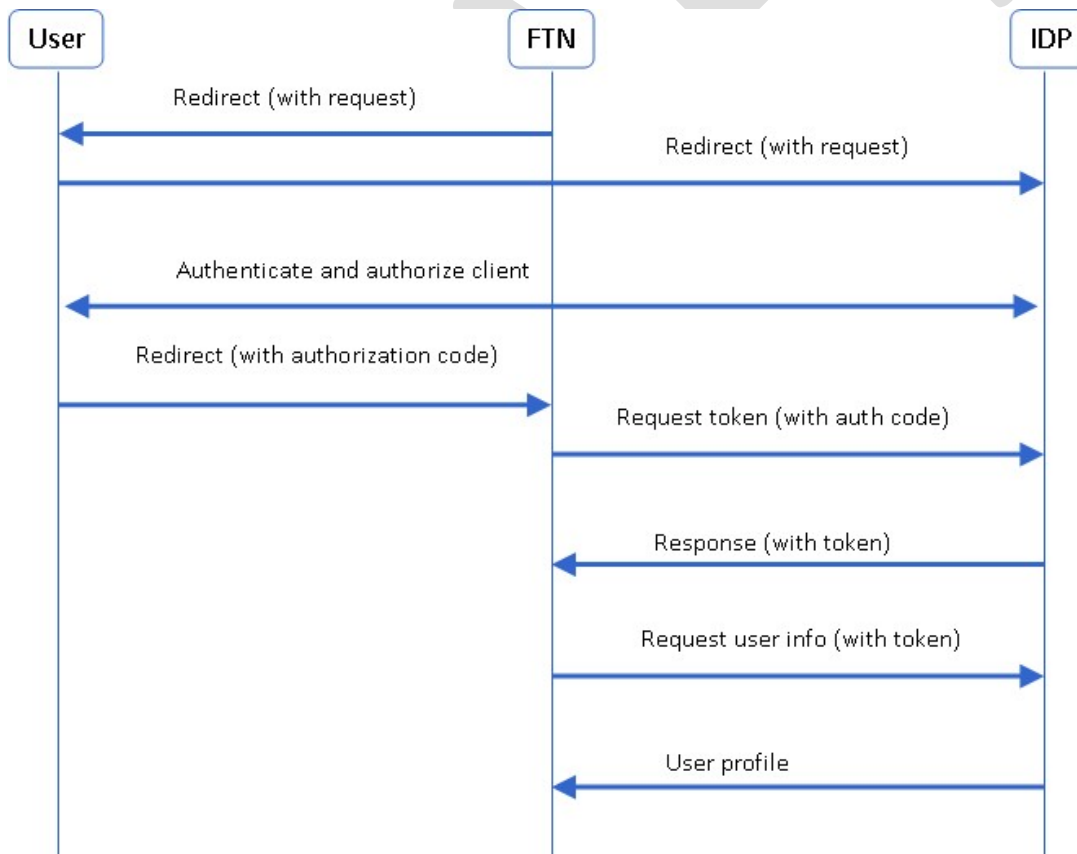 User
FTN
IDP
Redirect (with request)
Redirect (with request)
Authenticate and authorize client
Redirect (with authorization code)
Request token (with auth code)
Response (with token)
Request user info (with token)
User profile